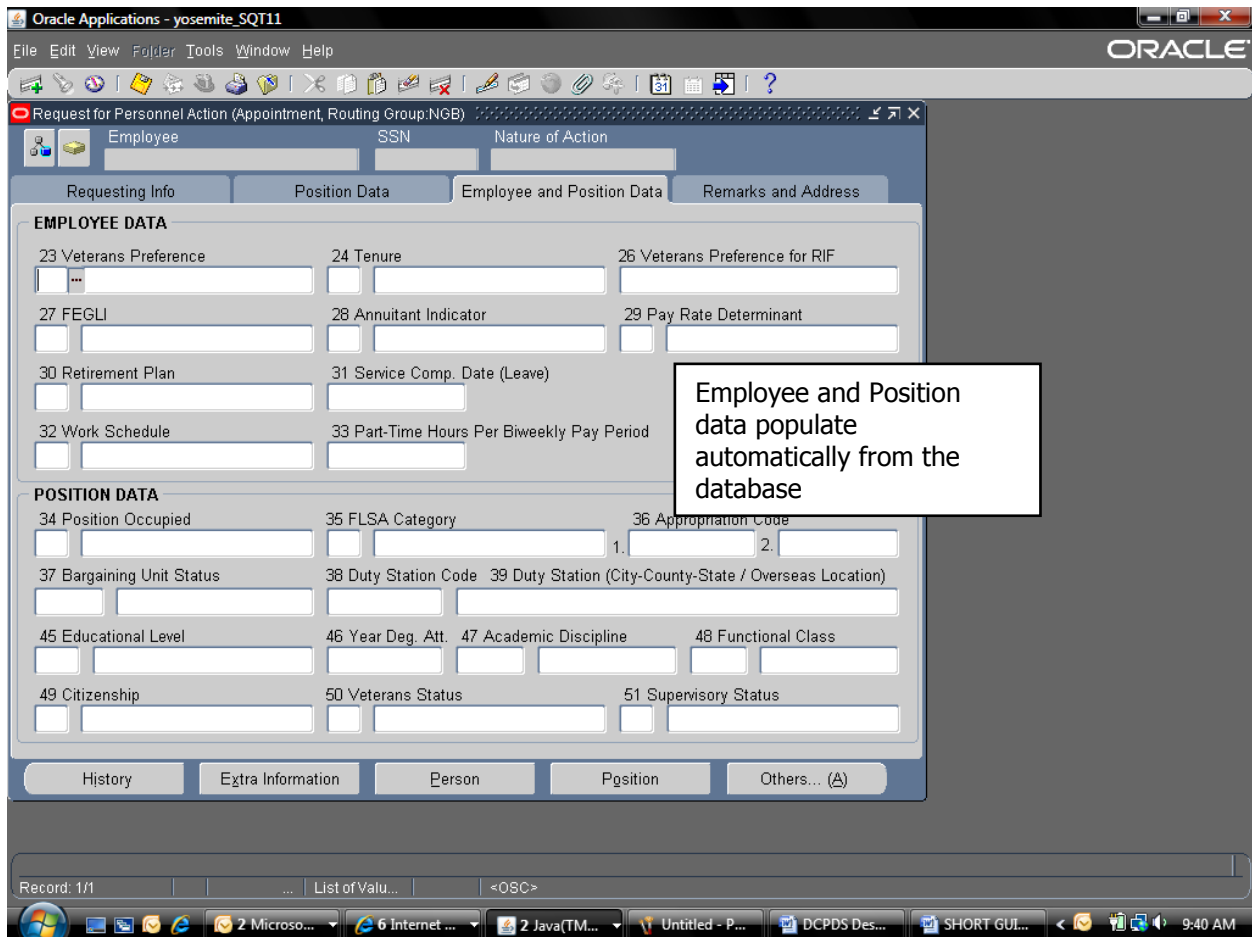 Oracle Applications - yosemite_SQT11
File Edit View Folder Tools Window Help
ORACLE
31
?
Request for Personnel Action (Appointment, Routing Group:NGB)
Employee SSN Nature of Action
Requesting Info Position Data Employee and Position Data Remarks and Address
EMPLOYEE DATA
23 Veterans Preference 24 Tenure 26 Veterans Preference for RIF
...
27 FEGLI 28 Annuitant Indicator 29 Pay Rate Determinant
30 Retirement Plan 31 Service Comp. Date (Leave)
32 Work Schedule 33 Part-Time Hours Per Biweekly Pay Period
Employee and Position
data populate
automatically from the
database
POSITION DATA
34 Position Occupied 35 FLSA Category 36 Appropriation Code
1. 2.
37 Bargaining Unit Status 38 Duty Station Code 39 Duty Station (City-County-State / Overseas Location)
45 Educational Level 46 Year Deg. Att. 47 Academic Discipline 48 Functional Class
49 Citizenship 50 Veterans Status 51 Supervisory Status
History Extra Information Person Position Others... (A)
Record: 1/1 ... List of Valu... <OSC>
2 Microso... 6 Internet ... 2 Java(TM... Untitled - P... DCPDS Des... SHORT GUI... < 9:40 AM